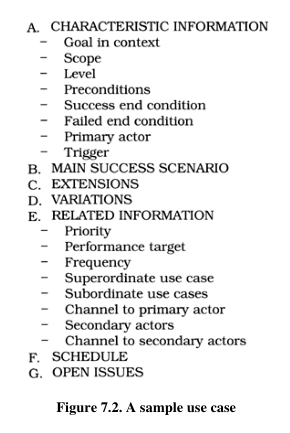 A. CHARACTERISTIC INFORMATION
– Goal in context
– Scope
– Level
– Preconditions
– Success end condition
– Failed end condition
– Primary actor
– Trigger
B. MAIN SUCCESS SCENARIO
C. EXTENSIONS
D. VARIATIONS
E. RELATED INFORMATION
– Priority
– Performance target
– Frequency
– Superordinate use case
– Subordinate use cases
– Channel to primary actor
– Secondary actors
– Channel to secondary actors
F. SCHEDULE
G. OPEN ISSUES
Figure 7.2. A sample use case